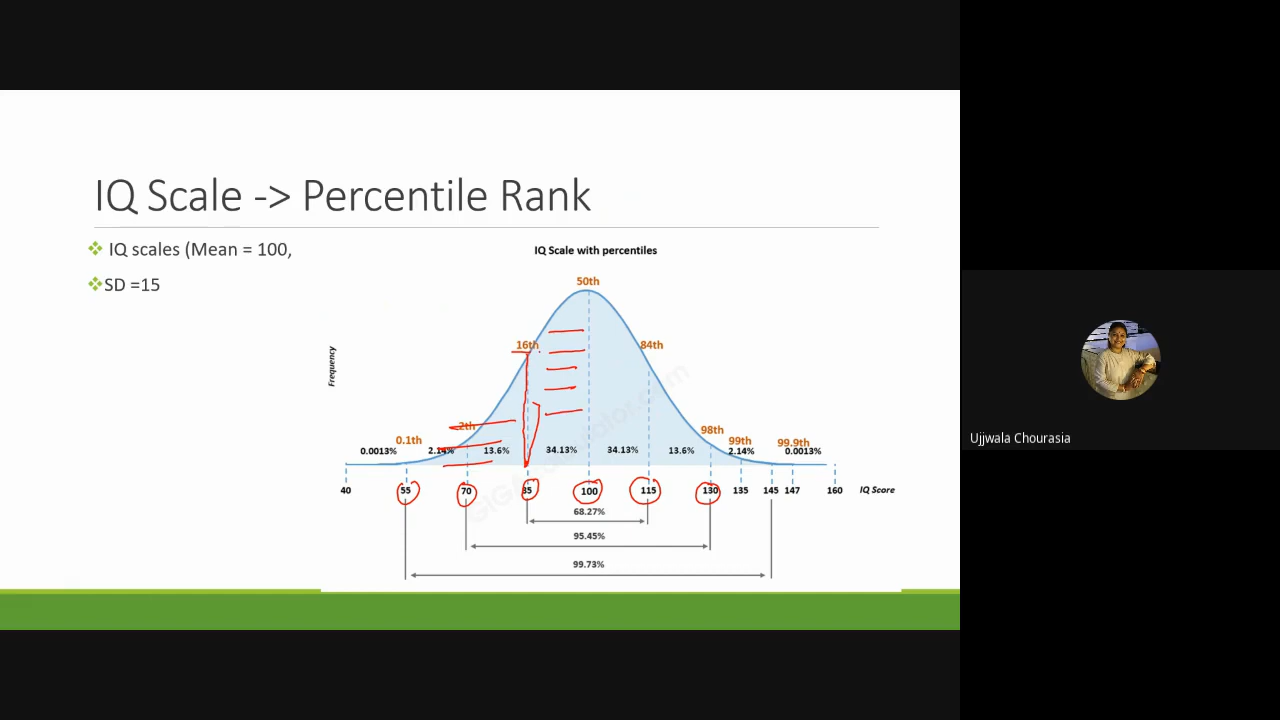 IQ Scale -> Percentile Rank
IQ scales (Mean = 100,
SD =15
IQ Scale with percentiles
50th
16th 84th
Frequency
2th 98th
0.1th 99th 99.9th
0.0013% 2.14% 13.6% 34.13% 34.13% 13.6% 2.14% 0.0013%
40 55 70 85 100 115 130 135 145 147 160 IQ Score
68.27%
95.45%
99.73%
Ujjwala Chourasia